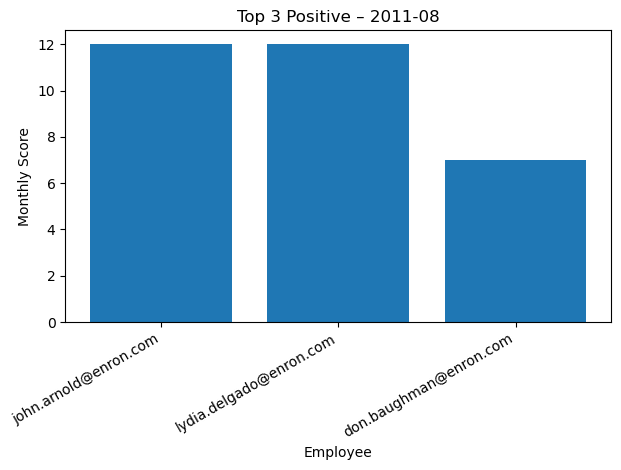 Top 3 Positive – 2011-08
Monthly Score
12
10
8
6
4
2
0
john.arnold@enron.com
lydia.delgado@enron.com
don.baughman@enron.com
Employee